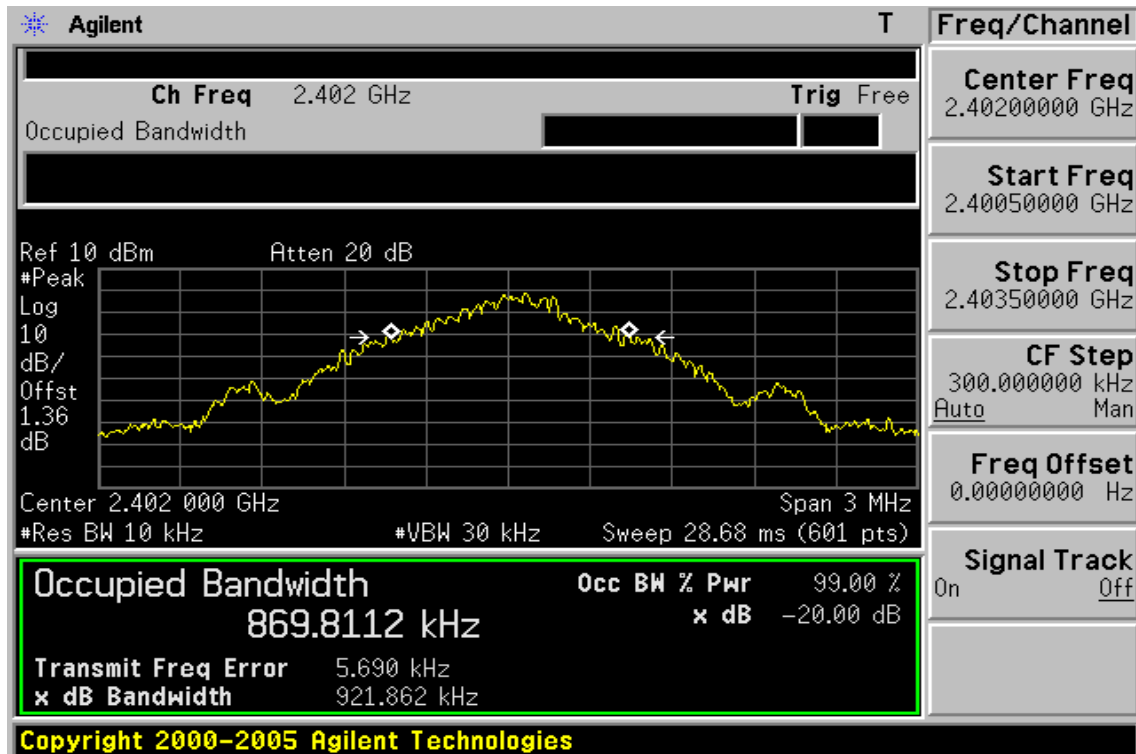 Agilent T
Ch Freq 2.402 GHz Trig Free
Occupied Bandwidth
Ref 10 dBm Atten 20 dB
#Peak
Log
10
dB/
Offst
1.36
dB
Center 2.402 000 GHz Span 3 MHz
#Res BW 10 kHz #VBW 30 kHz Sweep 28.68 ms (601 pts)
Occupied Bandwidth
869.8112 kHz
Occ BW % Pwr 99.00 %
x dB -20.00 dB
Transmit Freq Error 5.690 kHz
x dB Bandwidth 921.862 kHz
Copyright 2000-2005 Agilent Technologies
Freq/Channel
Center Freq
2.40200000 GHz
Start Freq
2.40050000 GHz
Stop Freq
2.40350000 GHz
CF Step
300.000000 kHz
Auto Man
Freq Offset
0.00000000 Hz
Signal Track
On Off